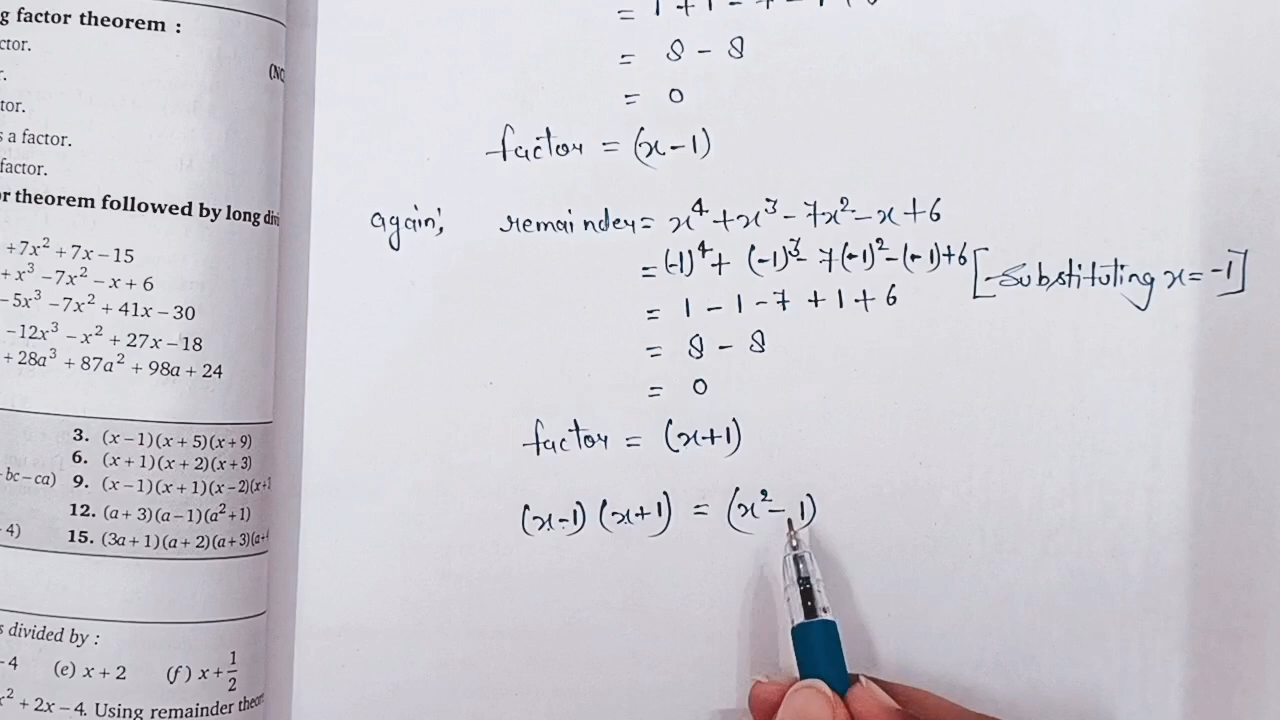 g factor theorem :
ctor.
r.
(NC
tor.
s a factor.
factor.
r theorem followed by long divi
+7x² + 7x – 15
+ x³ – 7x² – x + 6
– 5x³ – 7x² + 41x – 30
– 12x³ – x² + 27x – 18
+ 28a³ + 87a² + 98a + 24
3. (x – 1)(x + 5)(x + 9)
6. (x + 1)(x + 2)(x + 3)
– bc – ca) 9. (x – 1)(x + 1)(x – 2)(x + 
12. (a + 3)(a – 1)(a² + 1)
– 4) 15. (3a + 1)(a + 2)(a + 3)(a +
s divided by :
– 4 (e) x + 2 (f) x + 1/2
x² + 2x – 4. Using remainder theor
= 8 - 8
= 0
factor = (x-1)
again, remainder = x⁴ + x³ - 7x² - x + 6
= (-1)⁴ + (-1)³ - 7(-1)² - (-1) + 6 [Substituting x = -1]
= 1 - 1 - 7 + 1 + 6
= 8 - 8
= 0
factor = (x+1)
(x-1) (x+1) = (x² - 1)